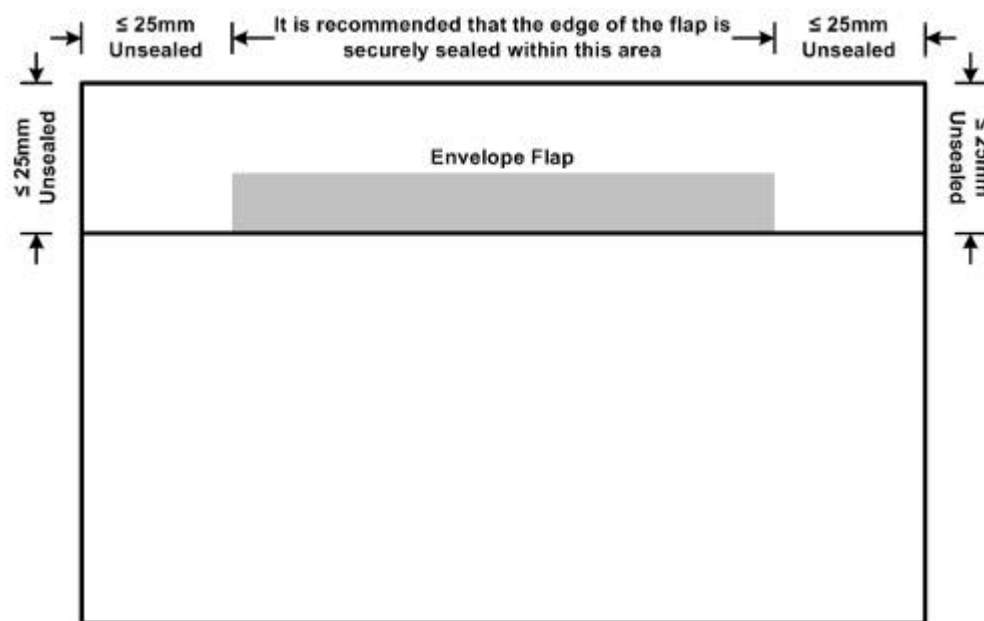 ≤ 25mm
Unsealed
It is recommended that the edge of the flap is
securely sealed within this area
≤ 25mm
Unsealed
≤ 25mm
Unsealed
Envelope Flap
≤ 25mm
Unsealed